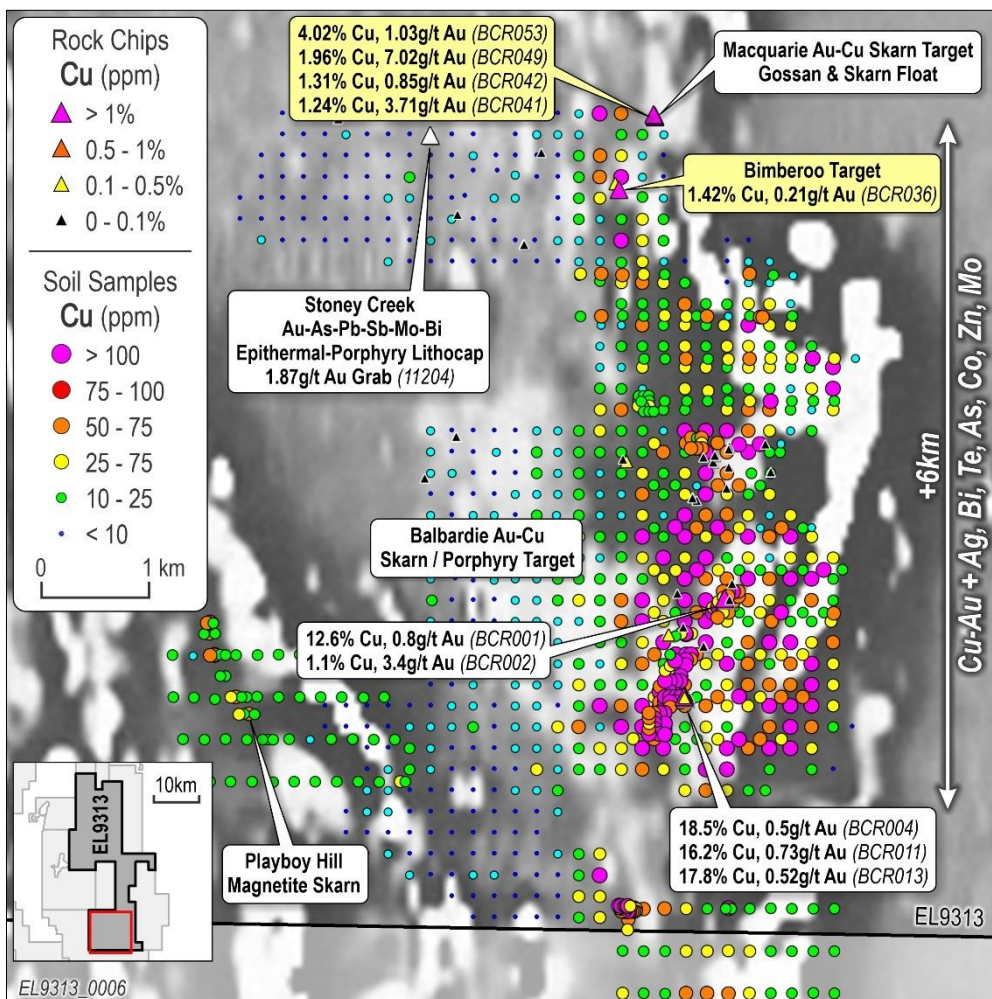 Rock Chips
Cu (ppm)
> 1%
0.5 - 1%
0.1 - 0.5%
0 - 0.1%
Soil Samples
Cu (ppm)
> 100
75 - 100
50 - 75
25 - 75
10 - 25
< 10
0 1 km
4.02% Cu, 1.03g/t Au (BCR053)
1.96% Cu, 7.02g/t Au (BCR049)
1.31% Cu, 0.85g/t Au (BCR042)
1.24% Cu, 3.71g/t Au (BCR041)
Macquarie Au-Cu Skarn Target
Gossan & Skarn Float
Bimberoo Target
1.42% Cu, 0.21g/t Au (BCR036)
Stoney Creek
Au-As-Pb-Sb-Mo-Bi
Epithermal-Porphyry Lithocap
1.87g/t Au Grab (11204)
+6km
Cu-Au + Ag, Bi, Te, As, Co, Zn, Mo
Balbardie Au-Cu
Skarn / Porphyry Target
12.6% Cu, 0.8g/t Au (BCR001)
1.1% Cu, 3.4g/t Au (BCR002)
18.5% Cu, 0.5g/t Au (BCR004)
16.2% Cu, 0.73g/t Au (BCR011)
17.8% Cu, 0.52g/t Au (BCR013)
Playboy Hill
Magnetite Skarn
EL9313
10km
EL9313
EL9313_0006